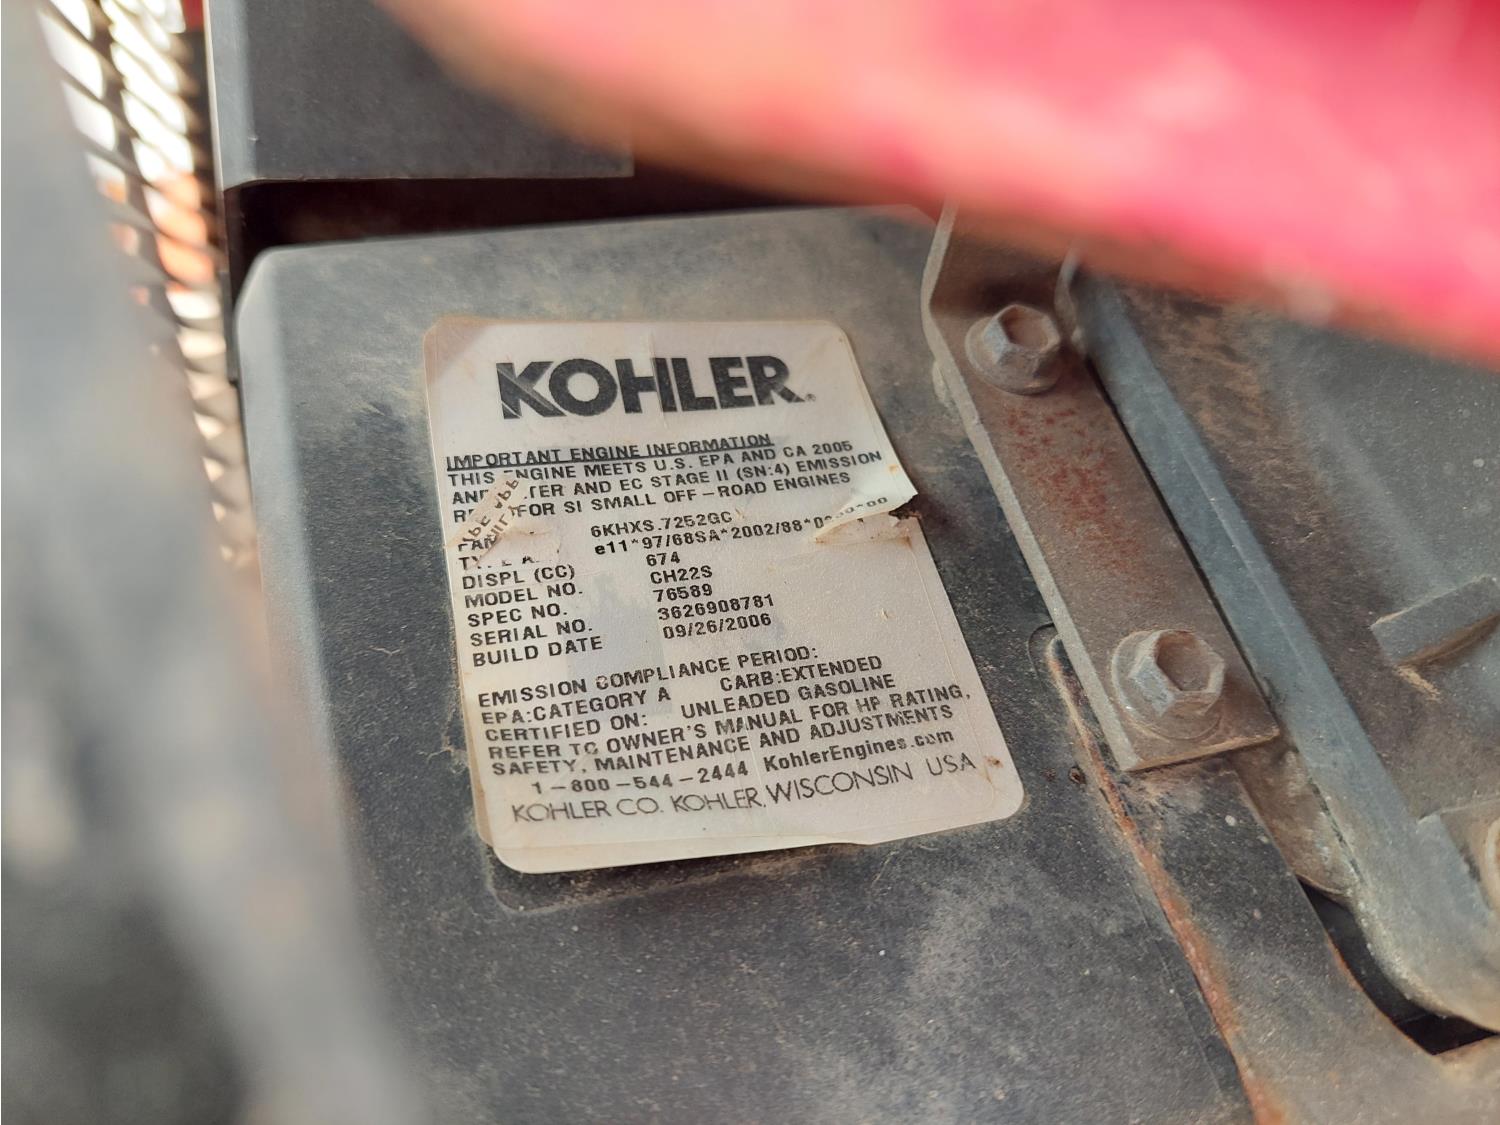 KOHLER®
IMPORTANT ENGINE INFORMATION
THIS ENGINE MEETS U.S. EPA AND CA 2005
AND TER AND EC STAGE II (SN:4) EMISSION
FOR SI SMALL OFF-ROAD ENGINES
6KHXS.7252GC
e11*97/68SA*2002/88*
DISPL (CC) 674
MODEL NO. CH22S
SPEC NO. 76589
SERIAL NO. 3626908781
BUILD DATE 09/26/2006
EMISSION COMPLIANCE PERIOD:
EPA:CATEGORY A CARB:EXTENDED
CERTIFIED ON: UNLEADED GASOLINE
REFER TO OWNER'S MANUAL FOR HP RATING,
SAFETY, MAINTENANCE AND ADJUSTMENTS
1-800-544-2444 KohlerEngines.com
KOHLER CO. KOHLER, WISCONSIN USA